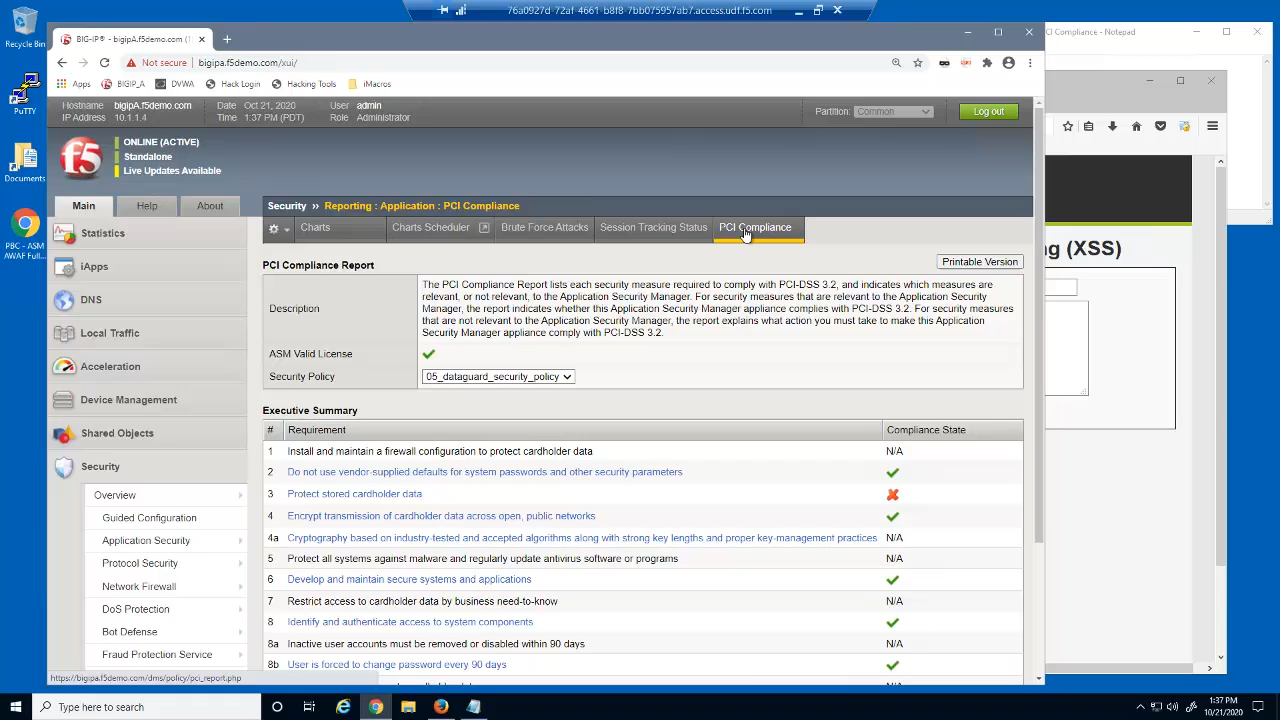 76a0927d-72af-4661-b8f8-7bb075957ab7.access.udf.f5.com
Recycle Bin
PuTTY
Documents
PBC - ASM
AWAF Full...
BIG-IP® - bigipA.f5demo.com (1
PCI Compliance - Notepad
Not secure | bigipa.f5demo.com/xui/
Apps BIGIP_A DVWA Hack Login Hacking Tools iMacros
Hostname bigipA.f5demo.com Date Oct 21, 2020 User admin
IP Address 10.1.1.4 Time 1:37 PM (PDT) Role Administrator
Partition: Common Log out
f5
ONLINE (ACTIVE)
Standalone
Live Updates Available
Main Help About
Security » Reporting : Application : PCI Compliance
Charts Charts Scheduler Brute Force Attacks Session Tracking Status PCI Compliance
Statistics
iApps
DNS
Local Traffic
Acceleration
Device Management
Shared Objects
Security
Overview
Guided Configuration
Application Security
Protocol Security
Network Firewall
DoS Protection
Bot Defense
Fraud Protection Service
PCI Compliance Report
Printable Version
Description
The PCI Compliance Report lists each security measure required to comply with PCI-DSS 3.2, and indicates which measures are
relevant, or not relevant, to the Application Security Manager. For security measures that are relevant to the Application Security
Manager, the report indicates whether this Application Security Manager appliance complies with PCI-DSS 3.2. For security measures
that are not relevant to the Application Security Manager, the report explains what action you must take to make this Application
Security Manager appliance comply with PCI-DSS 3.2.
ASM Valid License
Security Policy 05_dataguard_security_policy
Executive Summary
# Requirement Compliance State
1 Install and maintain a firewall configuration to protect cardholder data N/A
2 Do not use vendor-supplied defaults for system passwords and other security parameters
3 Protect stored cardholder data
4 Encrypt transmission of cardholder data across open, public networks
4a Cryptography based on industry-tested and accepted algorithms along with strong key lengths and proper key-management practices N/A
5 Protect all systems against malware and regularly update antivirus software or programs N/A
6 Develop and maintain secure systems and applications
7 Restrict access to cardholder data by business need-to-know N/A
8 Identify and authenticate access to system components
8a Inactive user accounts must be removed or disabled within 90 days N/A
8b User is forced to change password every 90 days
https://bigipa.f5demo.com/dms/policy/pci_report.php
g (XSS)
Type here to search
1:37 PM
10/21/2020